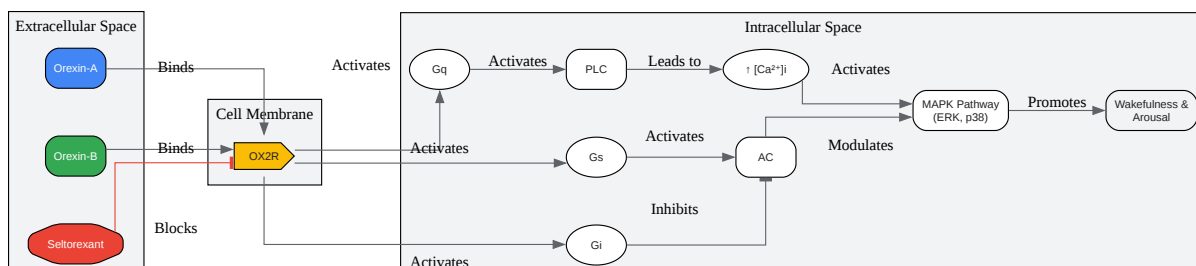 Extracellular Space
Intracellular Space
Orexin-A
Binds
Activates
Gq
Activates
PLC
Leads to
↑ [Ca²⁺]i
Activates
Cell Membrane
MAPK Pathway
(ERK, p38)
Promotes
Wakefulness &
Arousal
Orexin-B
Binds
OX2R
Activates
Gs
Activates
AC
Modulates
Seltorexant
Blocks
Inhibits
Gi
Activates